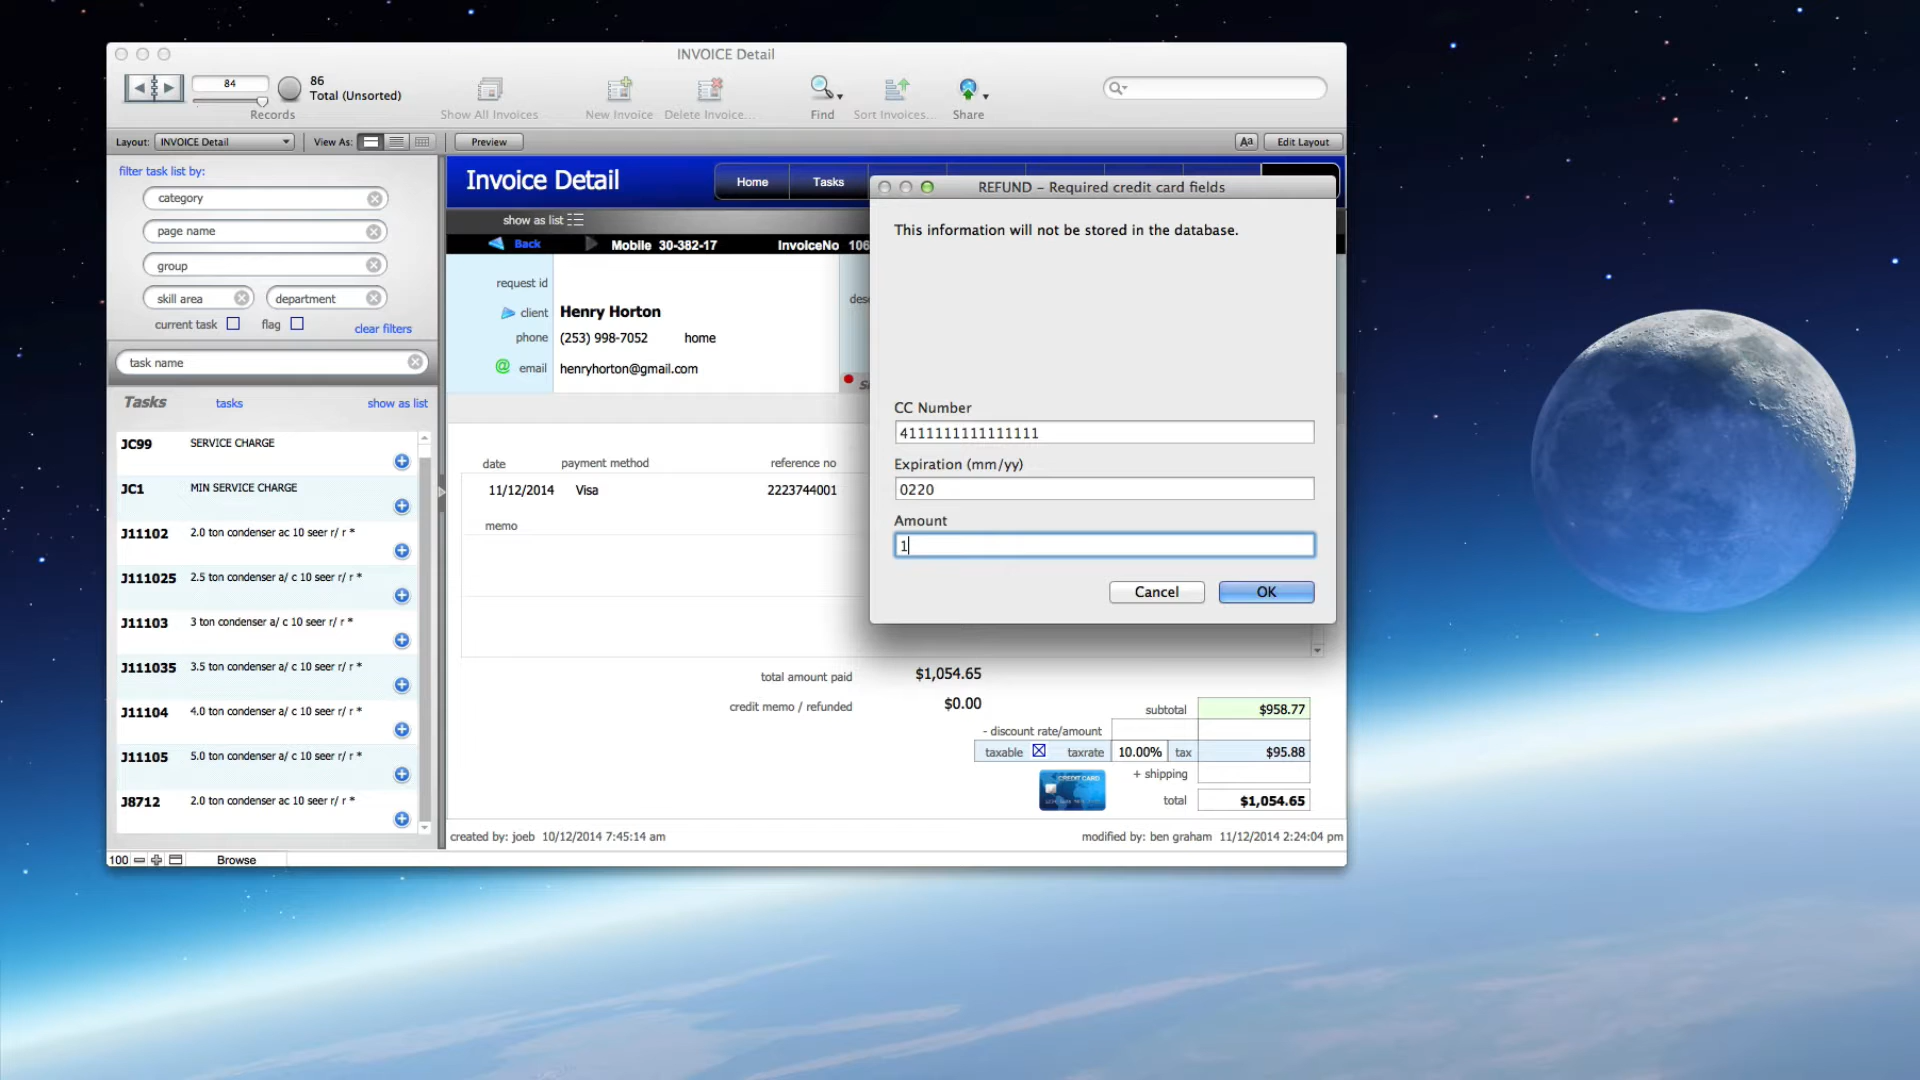 INVOICE Detail
84
86
Total (Unsorted)
Records
Show All Invoices
New Invoice
Delete Invoice...
Find
Sort Invoices...
Share
Layout: INVOICE Detail
View As:
Preview
Aa
Edit Layout
filter task list by:
category
page name
group
skill area
department
current task
flag
clear filters
task name
Tasks
tasks
show as list
JC99 SERVICE CHARGE
JC1 MIN SERVICE CHARGE
J11102 2.0 ton condenser ac 10 seer r/ r *
J111025 2.5 ton condenser a/ c 10 seer r/ r *
J11103 3 ton condenser a/ c 10 seer r/ r *
J111035 3.5 ton condenser a/ c 10 seer r/ r *
J11104 4.0 ton condenser a/ c 10 seer r/ r *
J11105 5.0 ton condenser a/ c 10 seer r/ r *
J8712 2.0 ton condenser ac 10 seer r/ r *
100
Browse
Invoice Detail
Home
Tasks
show as list
Back
Mobile 30-382-17
InvoiceNo 106
request id
client Henry Horton
phone (253) 998-7052 home
@ email henryhorton@gmail.com
date
payment method
reference no
11/12/2014 Visa 2223744001
memo
total amount paid $1,054.65
credit memo / refunded $0.00
subtotal $958.77
- discount rate/amount
taxable taxrate 10.00% tax $95.88
+ shipping
CREDIT CARD
total $1,054.65
created by: joeb 10/12/2014 7:45:14 am
modified by: ben graham 11/12/2014 2:24:04 pm
REFUND – Required credit card fields
This information will not be stored in the database.
CC Number
4111111111111111
Expiration (mm/yy)
0220
Amount
1
Cancel
OK